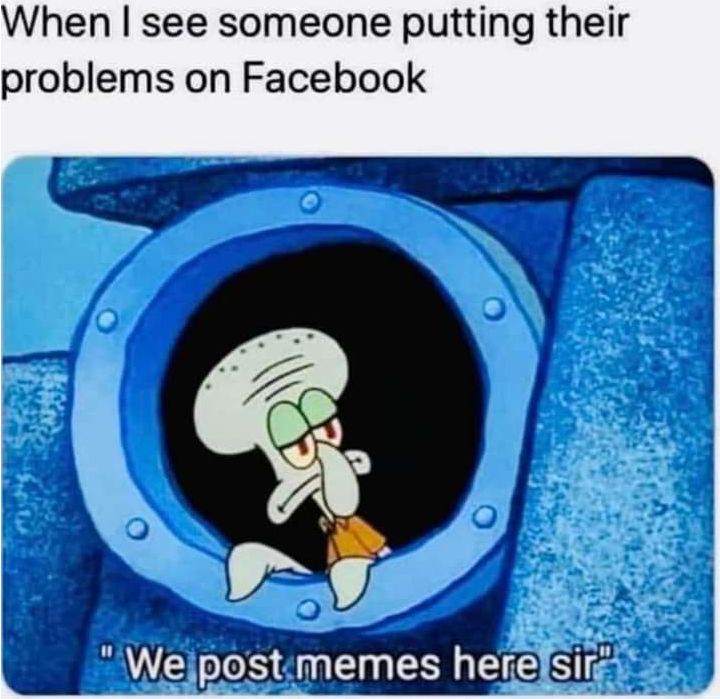 When I see someone putting their
problems on Facebook
" We post memes here sir"